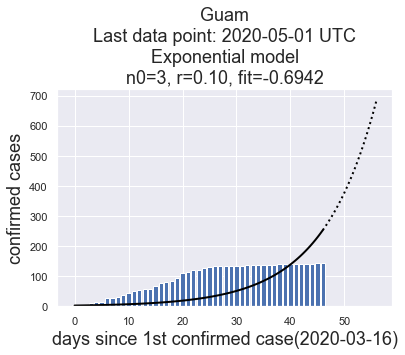 Guam
Last data point: 2020-05-01 UTC
Exponential model
n0=3, r=0.10, fit=-0.6942
700
600
500
400
300
200
100
0
confirmed cases
0 10 20 30 40 50
days since 1st confirmed case(2020-03-16)